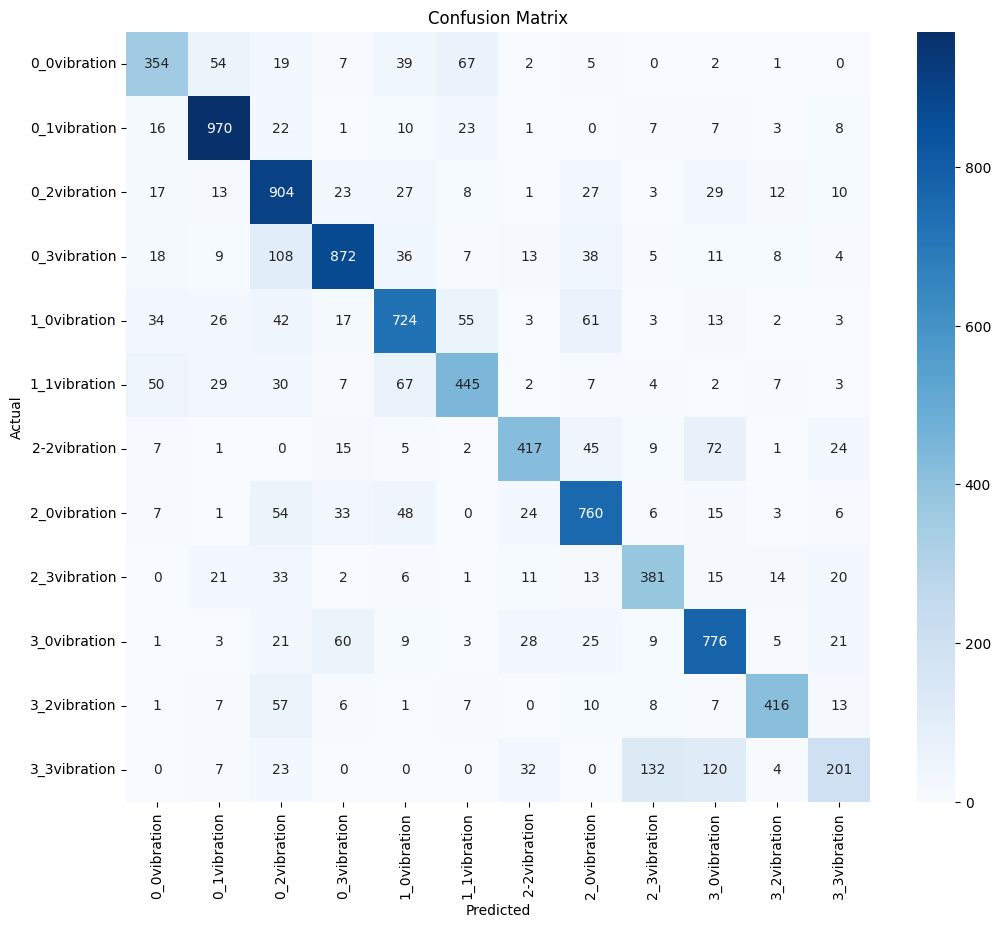 Confusion Matrix
Actual
0_0vibration 354 54 19 7 39 67 2 5 0 2 1 0
0_1vibration 16 970 22 1 10 23 1 0 7 7 3 8
0_2vibration 17 13 904 23 27 8 1 27 3 29 12 10
0_3vibration 18 9 108 872 36 7 13 38 5 11 8 4
1_0vibration 34 26 42 17 724 55 3 61 3 13 2 3
1_1vibration 50 29 30 7 67 445 2 7 4 2 7 3
2-2vibration 7 1 0 15 5 2 417 45 9 72 1 24
2_0vibration 7 1 54 33 48 0 24 760 6 15 3 6
2_3vibration 0 21 33 2 6 1 11 13 381 15 14 20
3_0vibration 1 3 21 60 9 3 28 25 9 776 5 21
3_2vibration 1 7 57 6 1 7 0 10 8 7 416 13
3_3vibration 0 7 23 0 0 0 32 0 132 120 4 201
0_0vibration 0_1vibration 0_2vibration 0_3vibration 1_0vibration 1_1vibration 2-2vibration 2_0vibration 2_3vibration 3_0vibration 3_2vibration 3_3vibration
Predicted
800
600
400
200
0